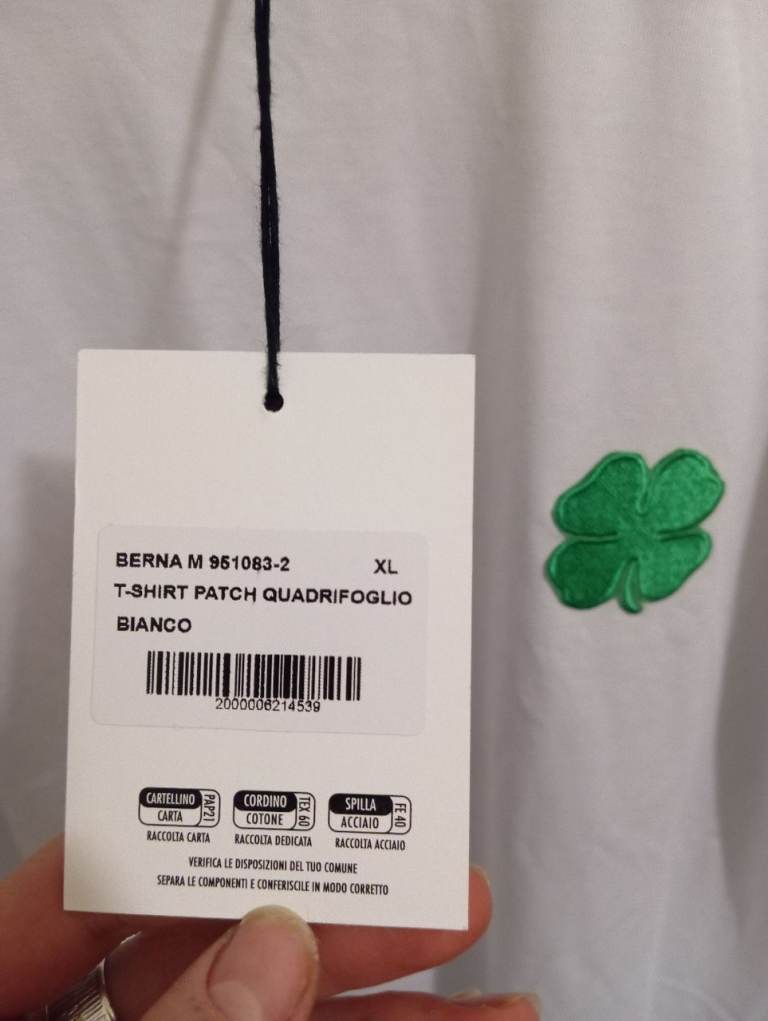 BERNA M 951083-2 XL
T-SHIRT PATCH QUADRIFOGLIO
BIANCO
2000006214539
CARTELLINO CARTA PAP21
CORDINO COTONE TEX 60
SPILLA ACCIAIO FE 40
RACCOLTA CARTA RACCOLTA DEDICATA RACCOLTA ACCIAIO
VERIFICA LE DISPOSIZIONI DEL TUO COMUNE
SEPARA LE COMPONENTI E CONFERISCILE IN MODO CORRETTO